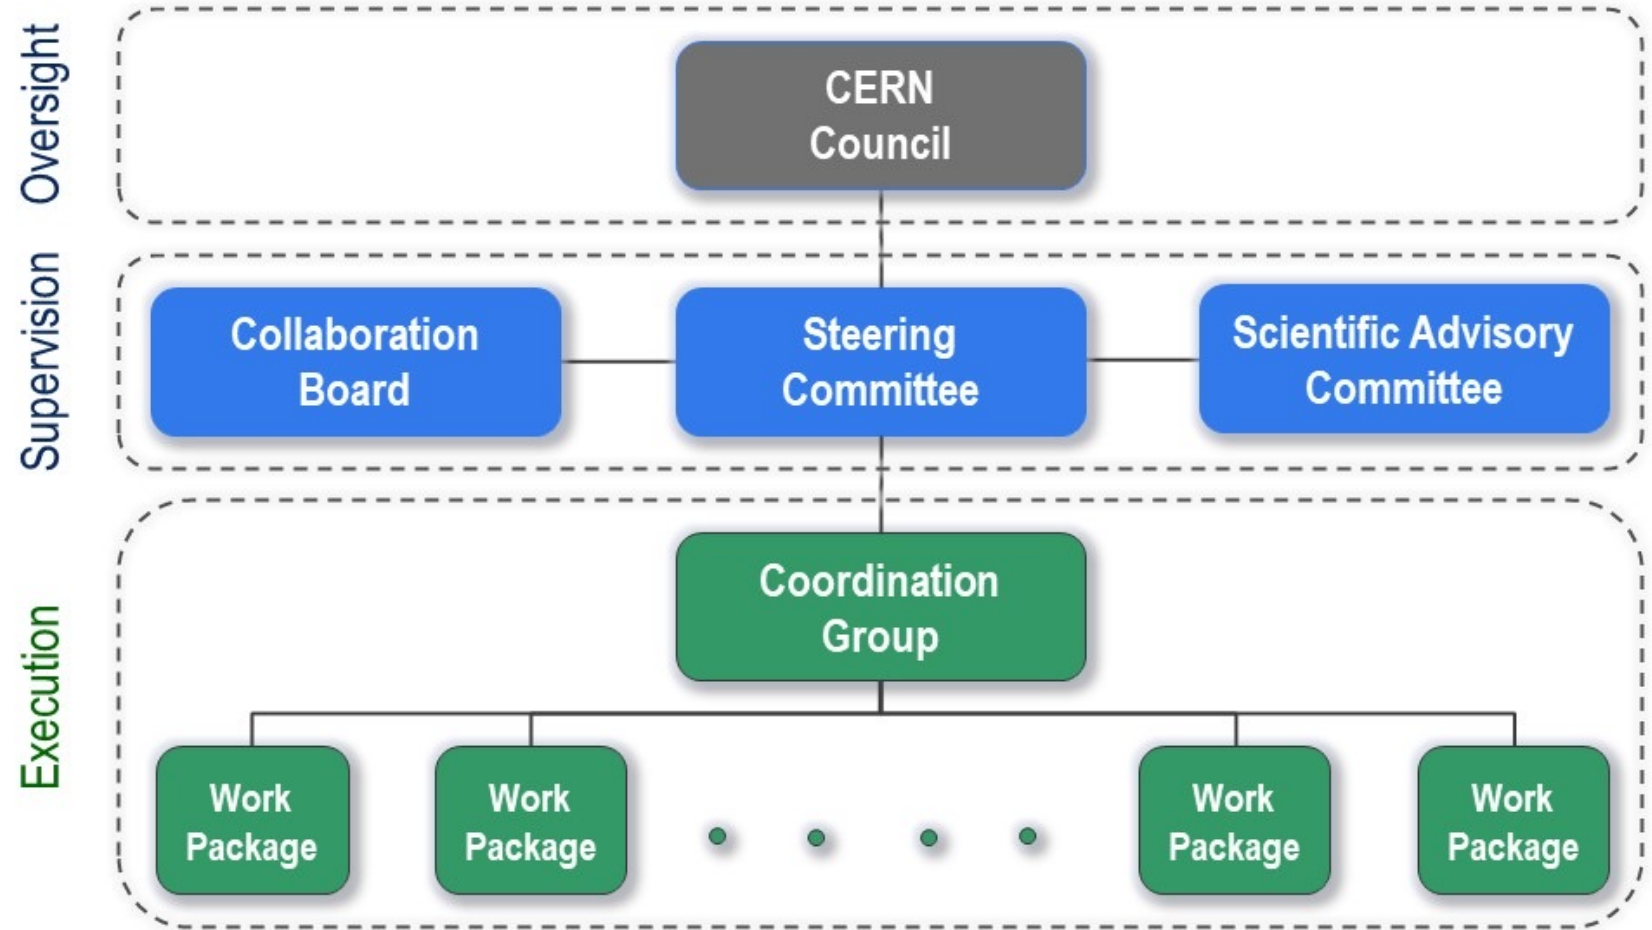 Oversight
CERN
Council
Supervision
Collaboration
Board
Steering
Committee
Scientific Advisory
Committee
Execution
Coordination
Group
Work
Package
Work
Package
Work
Package
Work
Package